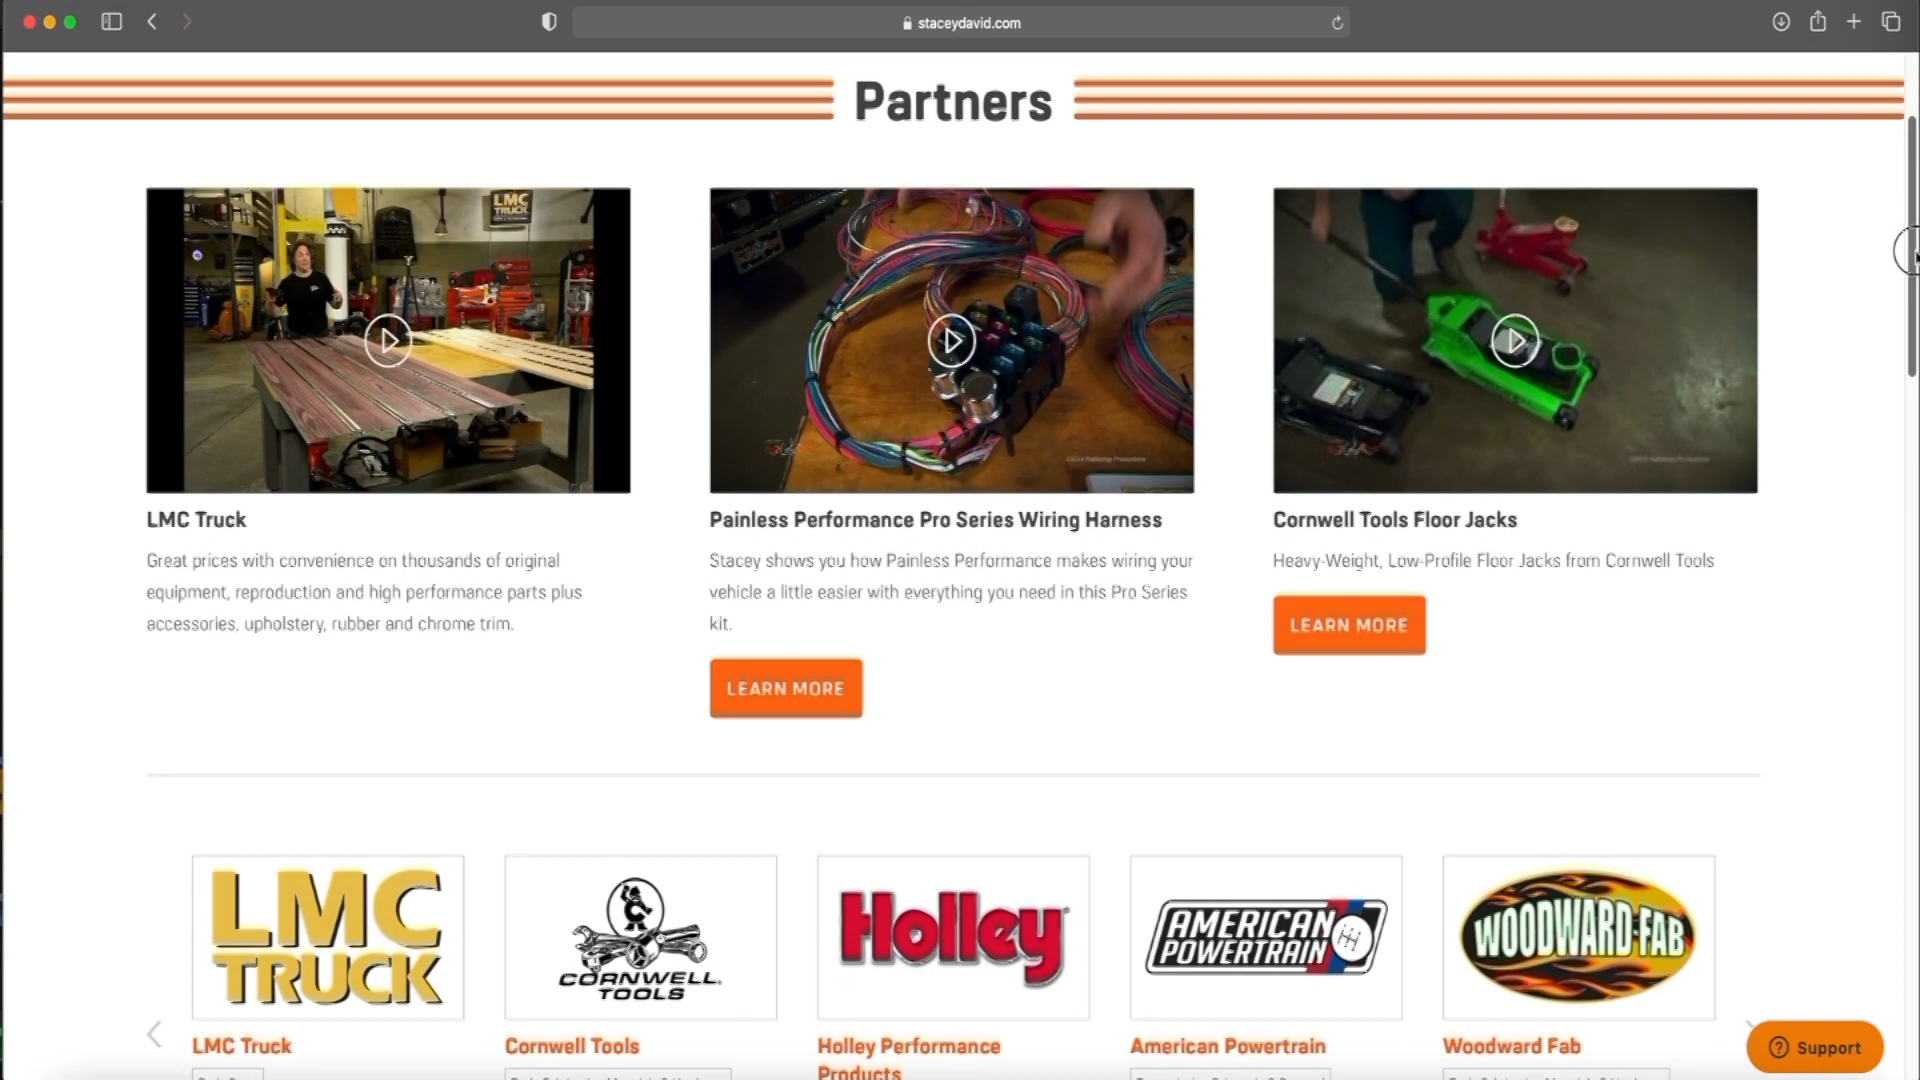 staceydavid.com
Partners
LMC
TRUCK
LMC Truck
Great prices with convenience on thousands of original
equipment, reproduction and high performance parts plus
accessories, upholstery, rubber and chrome trim.
Painless Performance Pro Series Wiring Harness
Stacey shows you how Painless Performance makes wiring your
vehicle a little easier with everything you need in this Pro Series
kit.
LEARN MORE
Cornwell Tools Floor Jacks
Heavy-Weight, Low-Profile Floor Jacks from Cornwell Tools
LEARN MORE
LMC
TRUCK
CORNWELL
TOOLS
Holley
AMERICAN
POWERTRAIN
WOODWARD-FAB
LMC Truck
Cornwell Tools
Holley Performance
Products
American Powertrain
Woodward Fab
Support